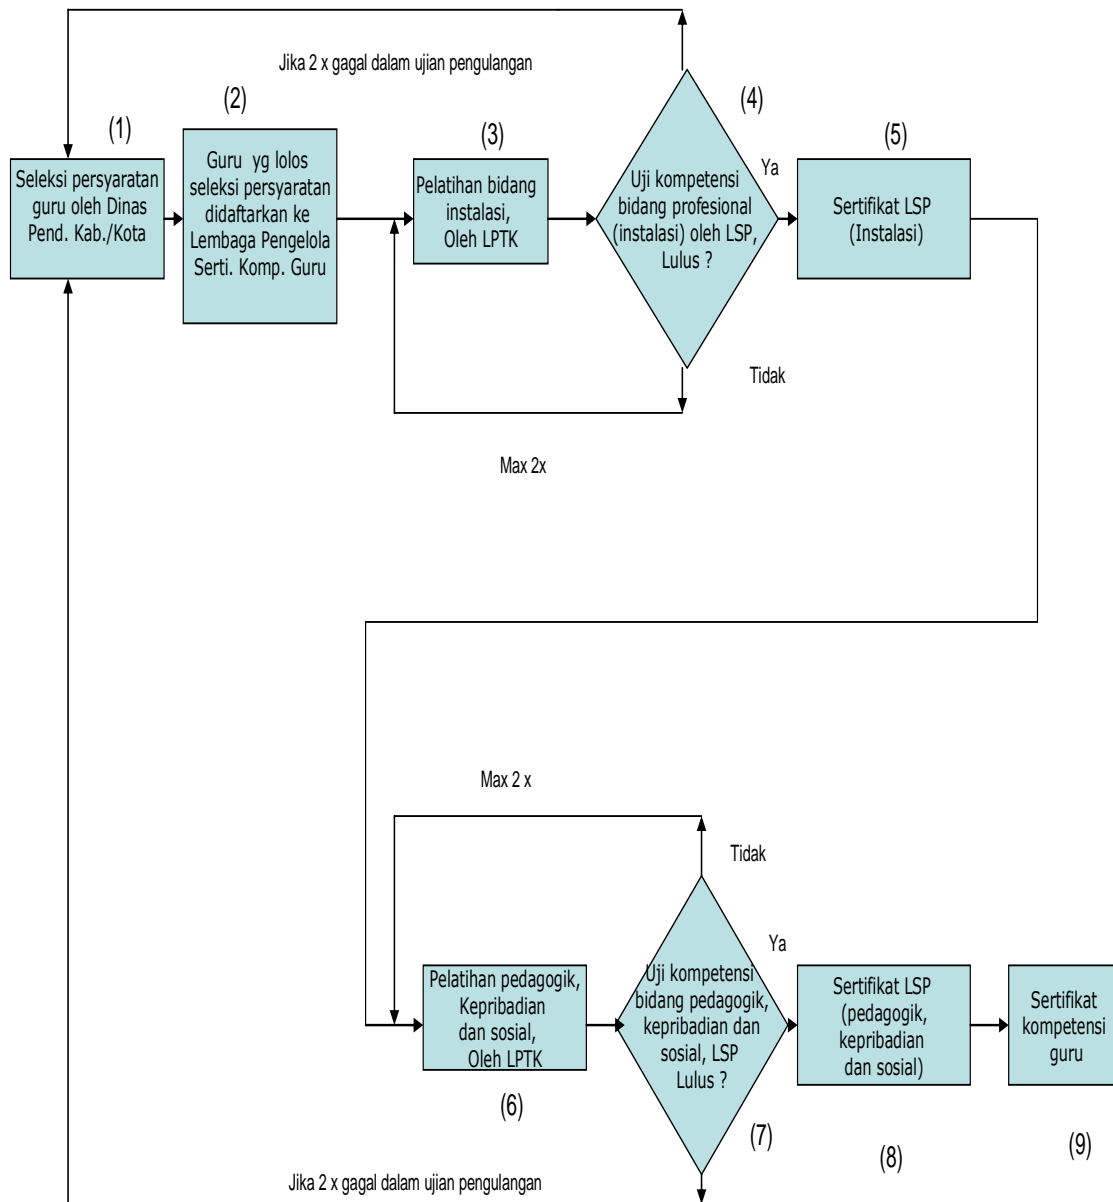 Jika 2 x gagal dalam ujian pengulangan
(1)
Seleksi persyaratan
guru oleh Dinas
Pend. Kab./Kota
(2)
Guru yg lolos
seleksi persyaratan
didaftarkan ke
Lembaga Pengelola
Serti. Komp. Guru
(3)
Pelatihan bidang
instalasi,
Oleh LPTK
(4)
Uji kompetensi
bidang profesional
(instalasi) oleh LSP,
Lulus ?
Ya
(5)
Sertifikat LSP
(Instalasi)
Tidak
Max 2x
Max 2 x
Tidak
Pelatihan pedagogik,
Kepribadian
dan sosial,
Oleh LPTK
(6)
Uji kompetensi
bidang pedagogik,
kepribadian dan
sosial, LSP
Lulus ?
(7)
Ya
Sertifikat LSP
(pedagogik,
kepribadian
dan sosial)
(8)
Sertifikat
kompetensi
guru
(9)
Jika 2 x gagal dalam ujian pengulangan